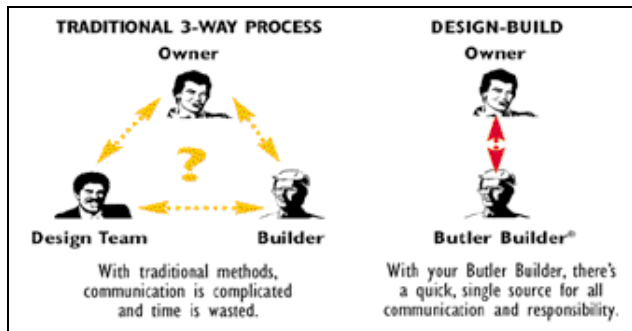 TRADITIONAL 3-WAY PROCESS
Owner
?
Design Team
Builder
With traditional methods,
communication is complicated
and time is wasted.
DESIGN-BUILD
Owner
Butler Builder®
With your Butler Builder, there's
a quick, single source for all
communication and responsibility.